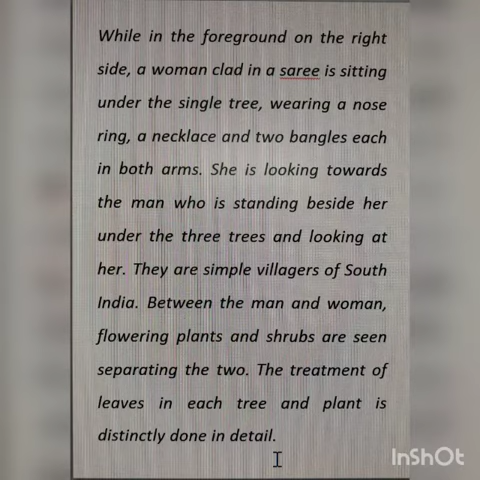 While in the foreground on the right
side, a woman clad in a saree is sitting
under the single tree, wearing a nose
ring, a necklace and two bangles each
in both arms. She is looking towards
the man who is standing beside her
under the three trees and looking at
her. They are simple villagers of South
India. Between the man and woman,
flowering plants and shrubs are seen
separating the two. The treatment of
leaves in each tree and plant is
distinctly done in detail.
InShOt